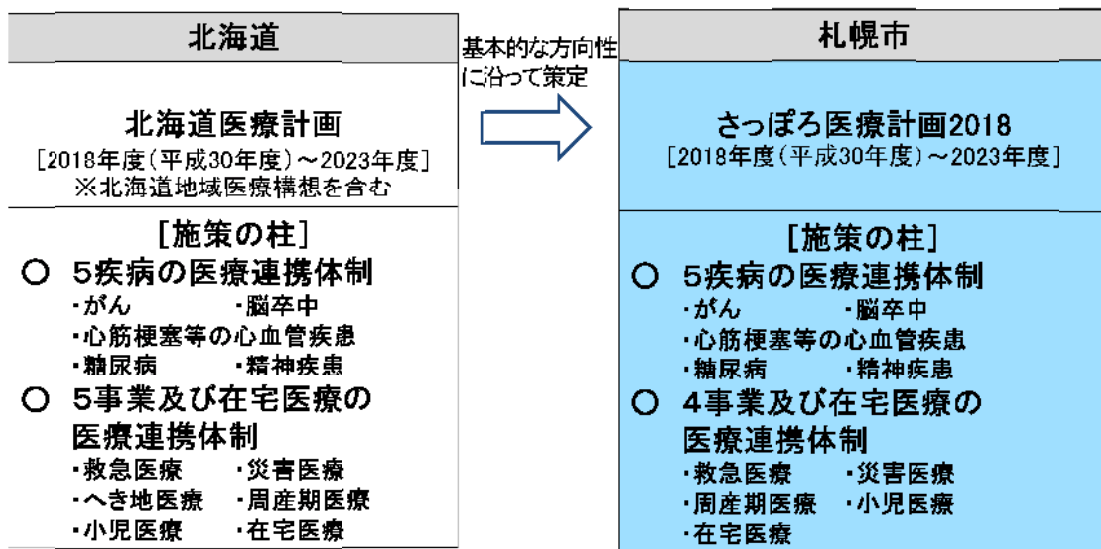 北海道
北海道医療計画
[2018年度(平成30年度)～2023年度]
※北海道地域医療構想を含む
[施策の柱]
○ 5疾病の医療連携体制
・がん ・脳卒中
・心筋梗塞等の心血管疾患
・糖尿病 ・精神疾患
○ 5事業及び在宅医療の
医療連携体制
・救急医療 ・災害医療
・へき地医療 ・周産期医療
・小児医療 ・在宅医療
基本的な方向性
に沿って策定
札幌市
さっぽろ医療計画2018
[2018年度(平成30年度)～2023年度]
[施策の柱]
○ 5疾病の医療連携体制
・がん ・脳卒中
・心筋梗塞等の心血管疾患
・糖尿病 ・精神疾患
○ 4事業及び在宅医療の
医療連携体制
・救急医療 ・災害医療
・周産期医療 ・小児医療
・在宅医療